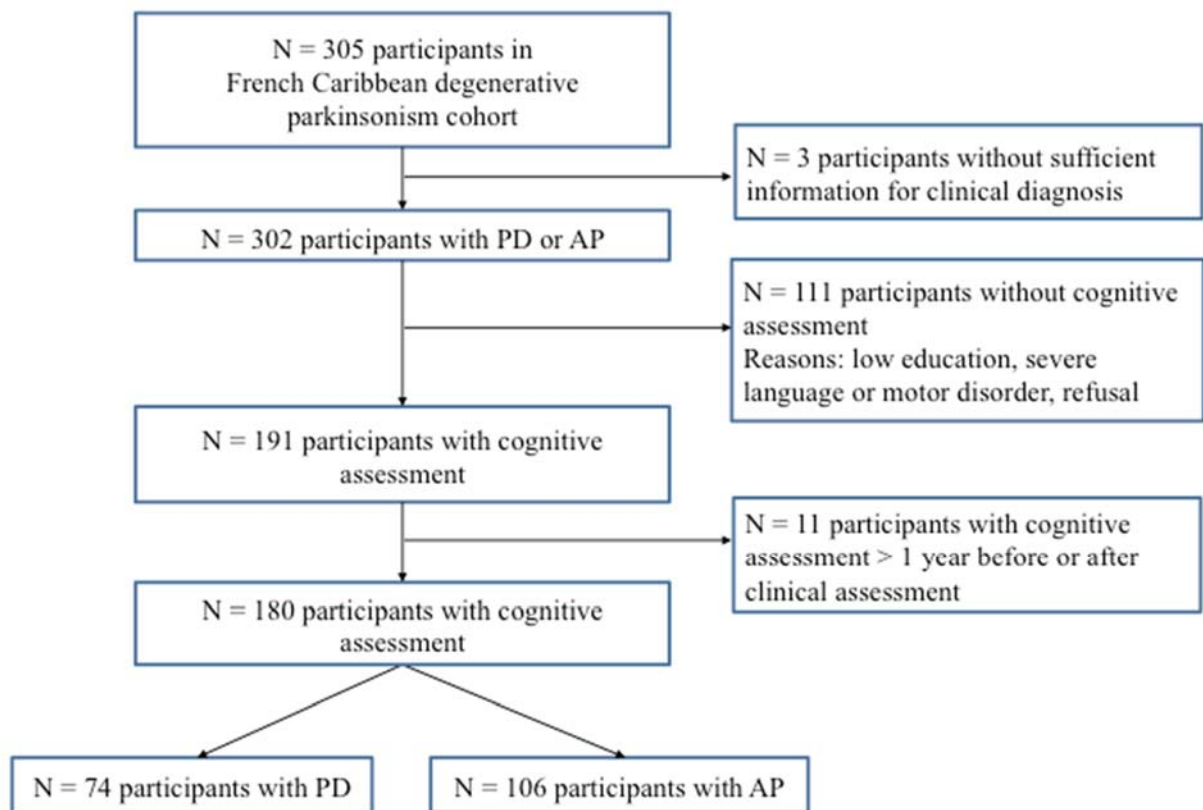 N = 305 participants in
French Caribbean degenerative
parkinsonism cohort
N = 3 participants without sufficient
information for clinical diagnosis
N = 302 participants with PD or AP
N = 111 participants without cognitive
assessment
Reasons: low education, severe
language or motor disorder, refusal
N = 191 participants with cognitive
assessment
N = 11 participants with cognitive
assessment > 1 year before or after
clinical assessment
N = 180 participants with cognitive
assessment
N = 74 participants with PD
N = 106 participants with AP